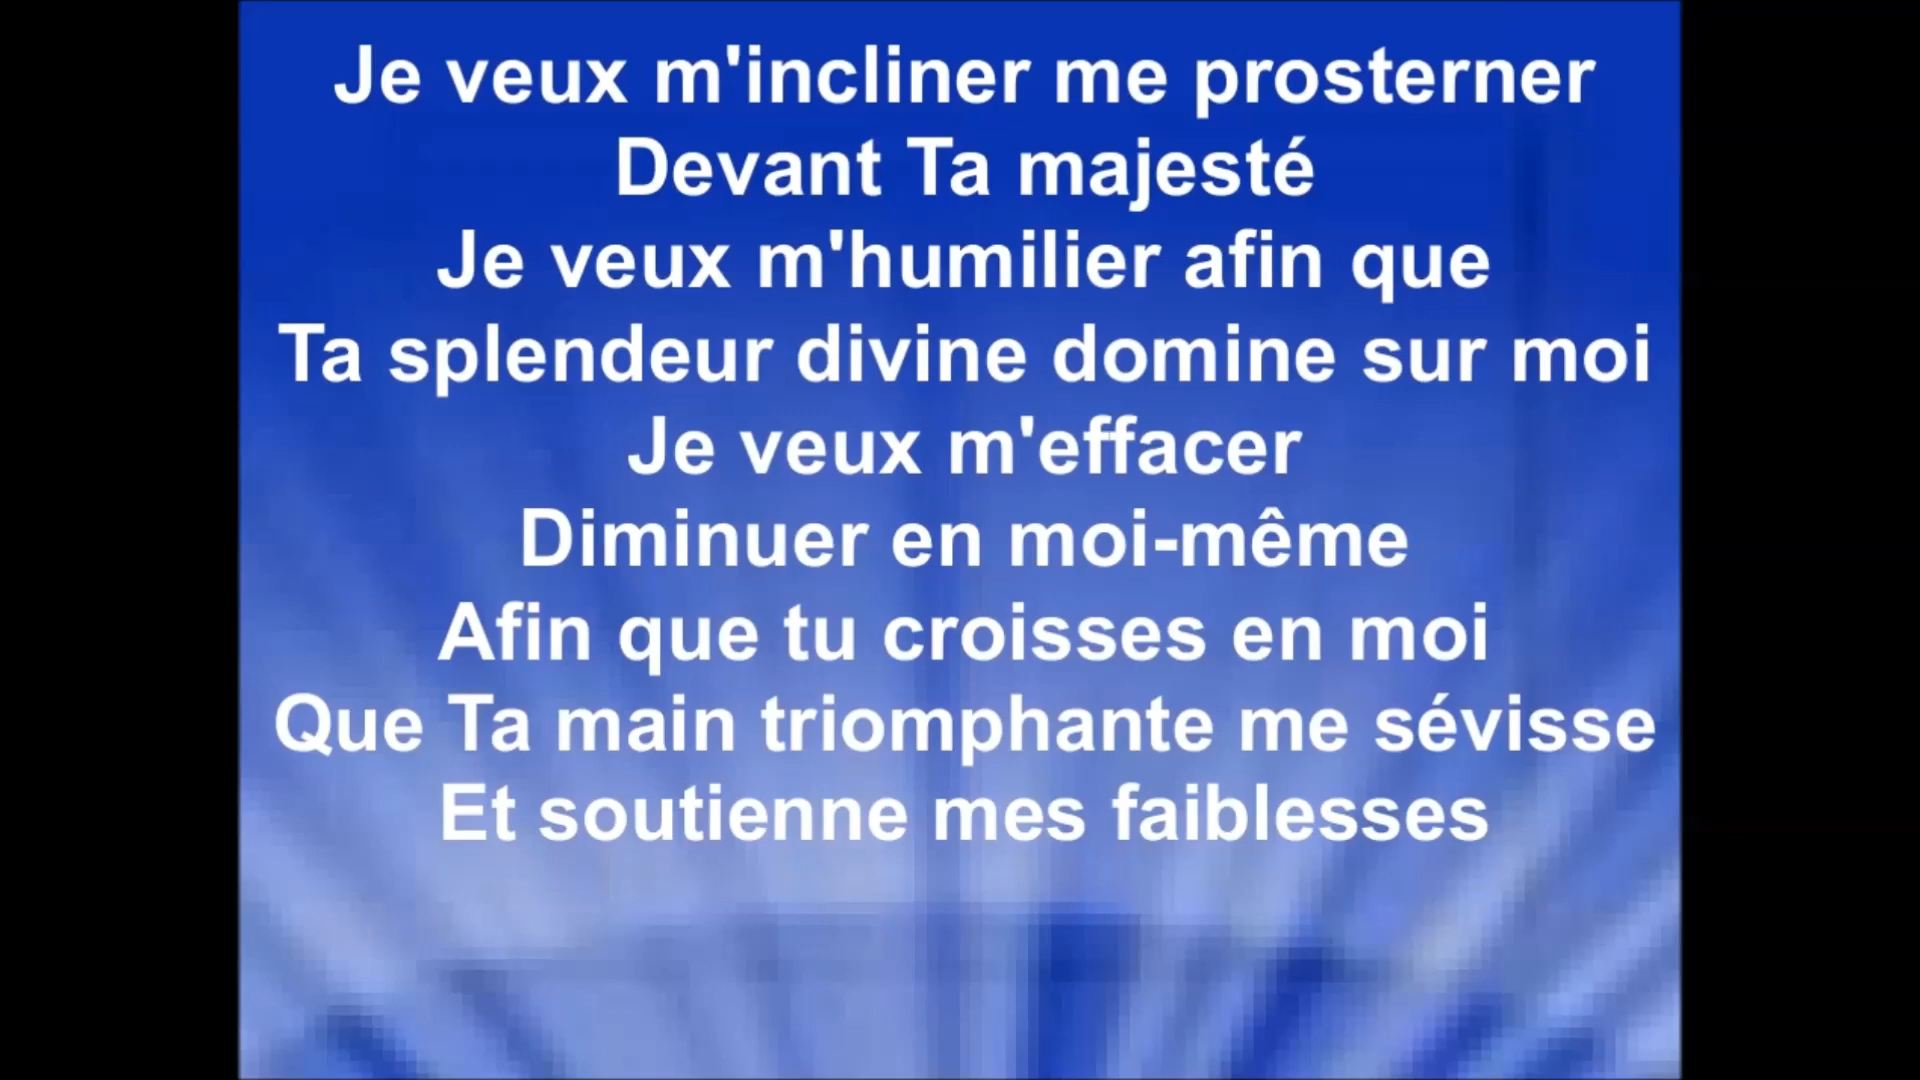 Je veux m'incliner me prosterner
Devant Ta majesté
Je veux m'humilier afin que
Ta splendeur divine domine sur moi
Je veux m'effacer
Diminuer en moi-même
Afin que tu croisses en moi
Que Ta main triomphante me sévisse
Et soutienne mes faiblesses